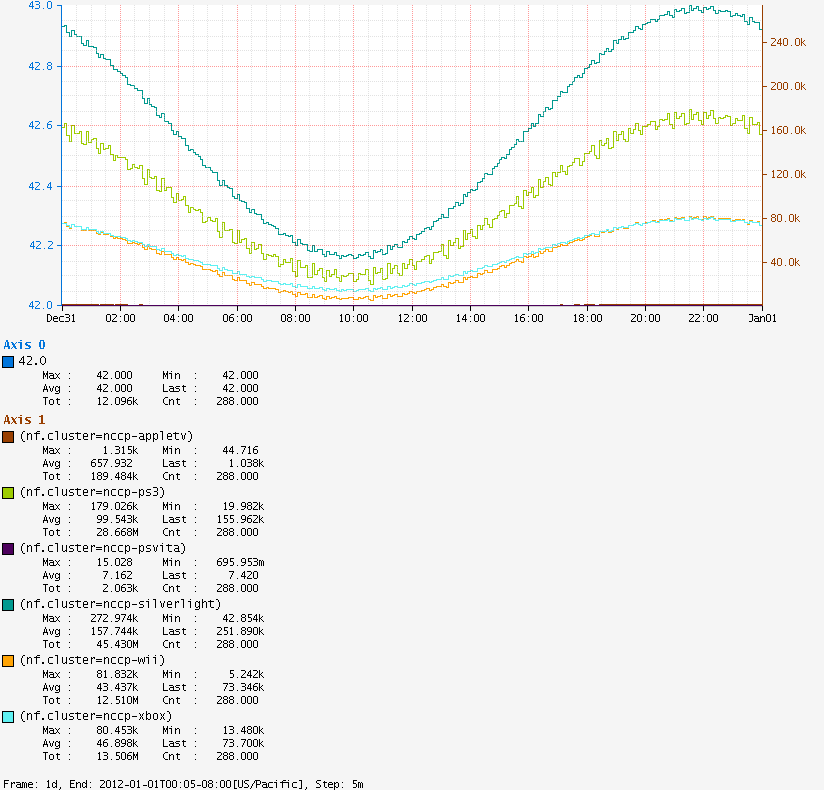 43.0
42.8
42.6
42.4
42.2
42.0
240.0k
200.0k
160.0k
120.0k
80.0k
40.0k
Dec31 02:00 04:00 06:00 08:00 10:00 12:00 14:00 16:00 18:00 20:00 22:00 Jan01
Axis 0
42.0
Max : 42.000 Min : 42.000
Avg : 42.000 Last : 42.000
Tot : 12.096k Cnt : 288.000
Axis 1
(nf.cluster=nccp-appletv)
Max : 1.315k Min : 44.716
Avg : 657.932 Last : 1.038k
Tot : 189.484k Cnt : 288.000
(nf.cluster=nccp-ps3)
Max : 179.026k Min : 19.982k
Avg : 99.543k Last : 155.962k
Tot : 28.668M Cnt : 288.000
(nf.cluster=nccp-psvita)
Max : 15.028 Min : 695.953m
Avg : 7.162 Last : 7.420
Tot : 2.063k Cnt : 288.000
(nf.cluster=nccp-silverlight)
Max : 272.974k Min : 42.854k
Avg : 157.744k Last : 251.890k
Tot : 45.430M Cnt : 288.000
(nf.cluster=nccp-wii)
Max : 81.832k Min : 5.242k
Avg : 43.437k Last : 73.346k
Tot : 12.510M Cnt : 288.000
(nf.cluster=nccp-xbox)
Max : 80.453k Min : 13.480k
Avg : 46.898k Last : 73.700k
Tot : 13.506M Cnt : 288.000
Frame: 1d, End: 2012-01-01T00:05-08:00[US/Pacific], Step: 5m